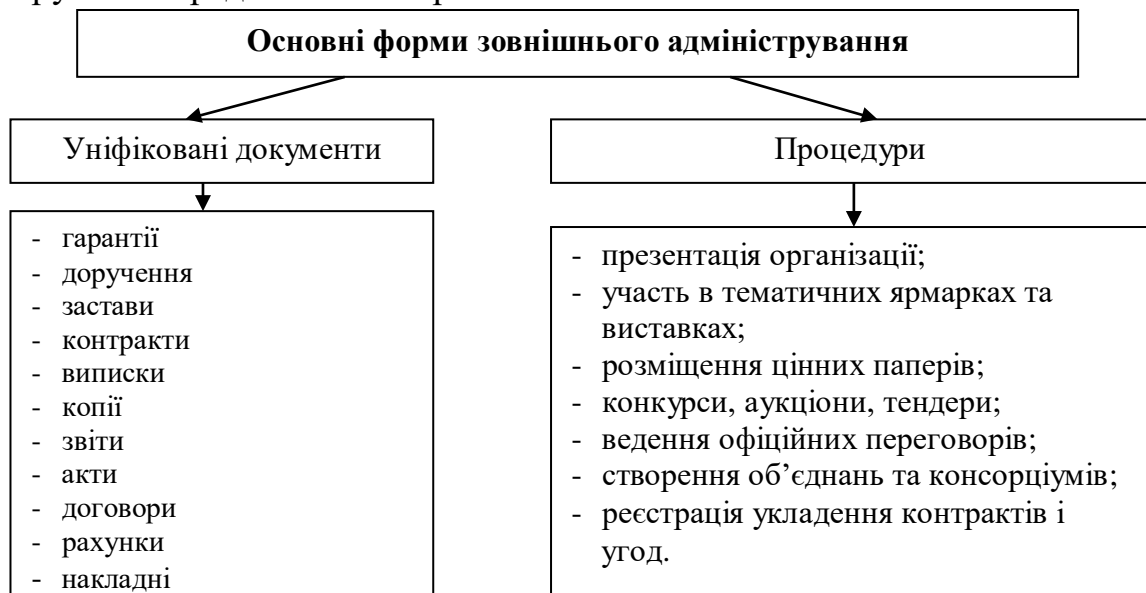 Основні форми зовнішнього адміністрування
Уніфіковані документи
- гарантії
- доручення
- застави
- контракти
- виписки
- копії
- звіти
- акти
- договори
- рахунки
- накладні
Процедури
- презентація організації;
- участь в тематичних ярмарках та
виставках;
- розміщення цінних паперів;
- конкурси, аукціони, тендери;
- ведення офіційних переговорів;
- створення об’єднань та консорціумів;
- реєстрація укладення контрактів і
угод.